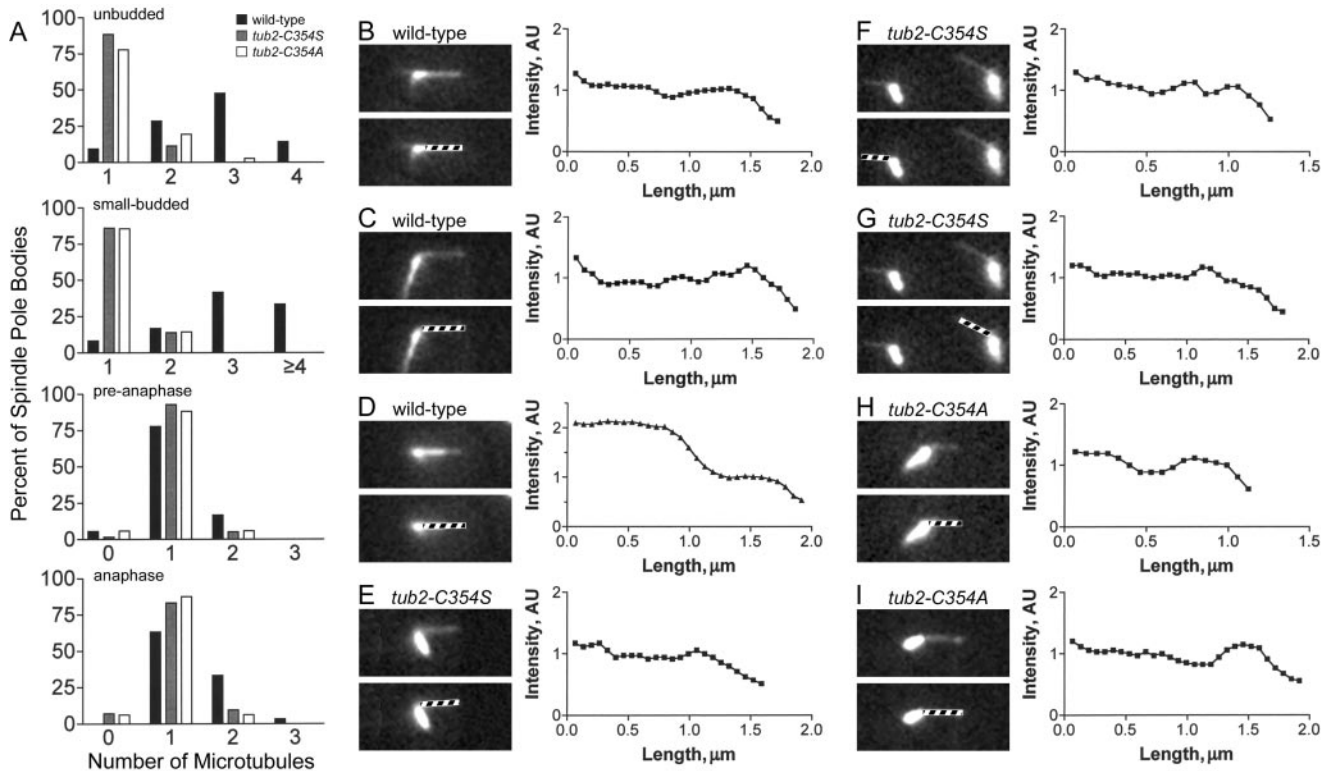 A
unbudded
wild-type
tub2-C354S
tub2-C354A
100
75
50
25
0
1 2 3 4
small-budded
100
75
50
25
0
1 2 3 ≥4
pre-anaphase
100
75
50
25
0
0 1 2 3
anaphase
100
75
50
25
0
0 1 2 3
Percent of Spindle Pole Bodies
Number of Microtubules
B wild-type
Intensity, AU
2
1
0
0.0 0.5 1.0 1.5 2.0
Length, μm
C wild-type
Intensity, AU
2
1
0
0.0 0.5 1.0 1.5 2.0
Length, μm
D wild-type
Intensity, AU
2
1
0
0.0 0.5 1.0 1.5 2.0
Length, μm
E tub2-C354S
Intensity, AU
2
1
0
0.0 0.5 1.0 1.5 2.0
Length, μm
F tub2-C354S
Intensity, AU
2
1
0
0.0 0.5 1.0 1.5
Length, μm
G tub2-C354S
Intensity, AU
2
1
0
0.0 0.5 1.0 1.5 2.0
Length, μm
H tub2-C354A
Intensity, AU
2
1
0
0.0 0.5 1.0 1.5
Length, μm
I tub2-C354A
Intensity, AU
2
1
0
0.0 0.5 1.0 1.5 2.0
Length, μm